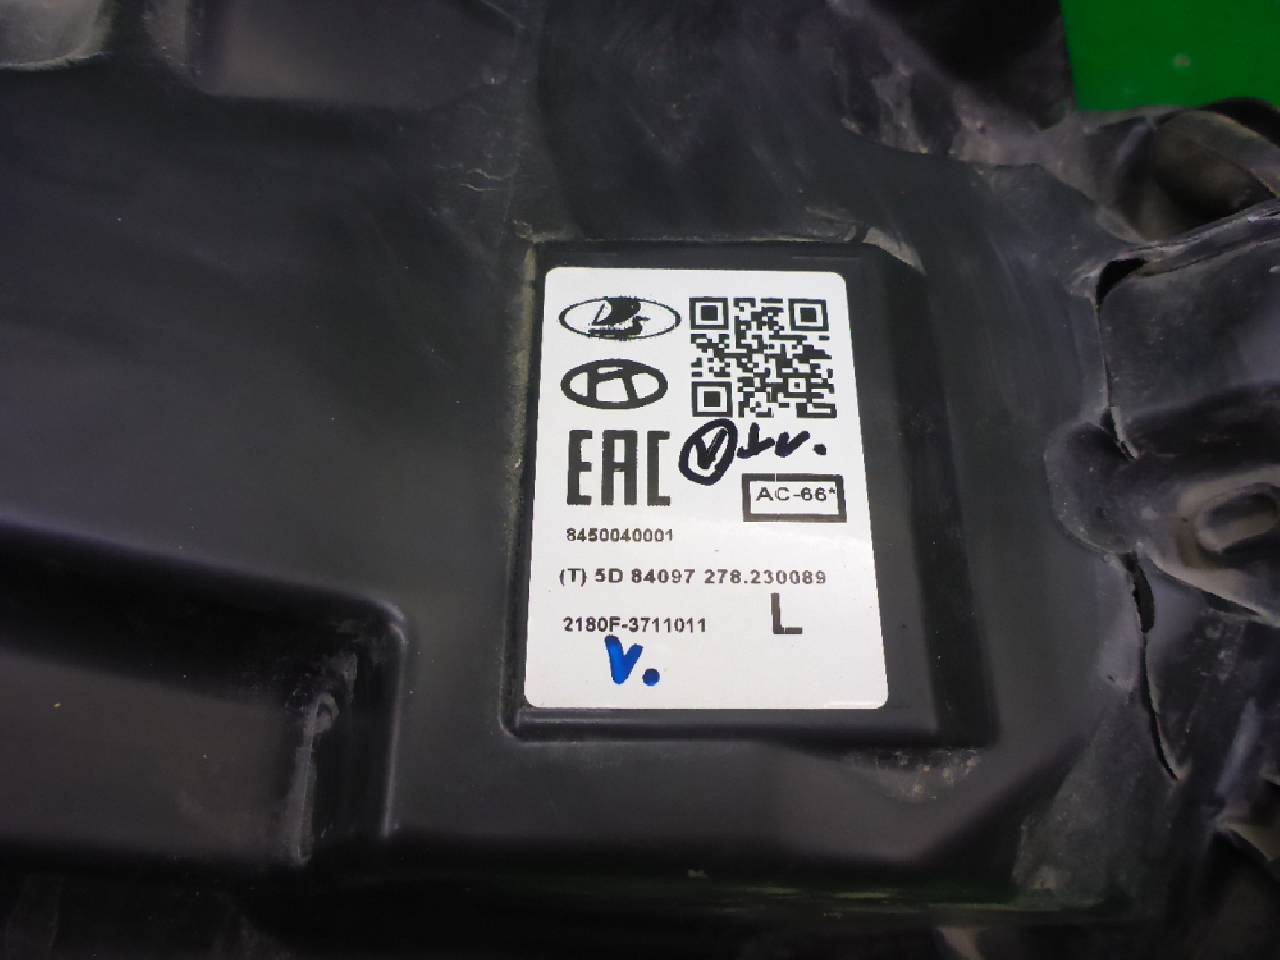 EAC
AC-66*
8450040001
(T) 5D 84097 278.230089
2180F-3711011
L
V.